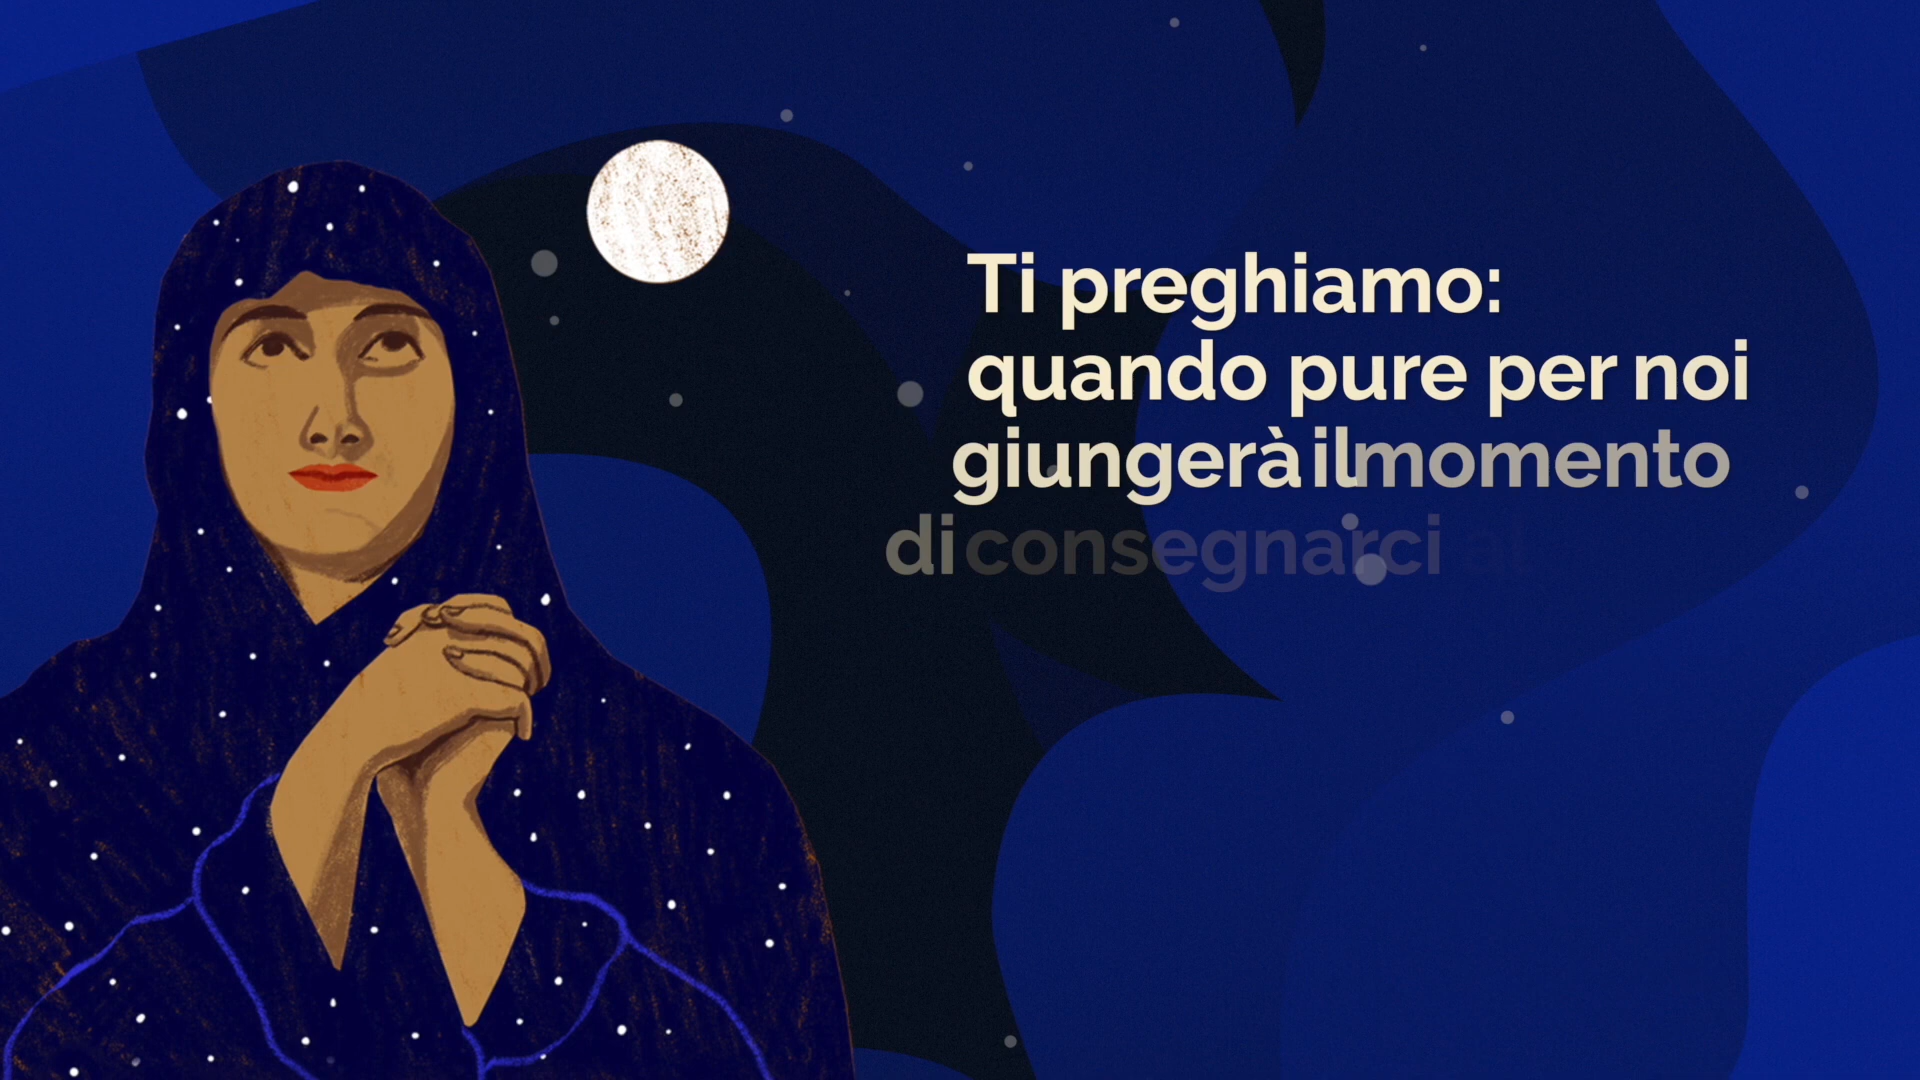 Ti preghiamo:
quando pure per noi
giungerà il momento
di consegnarci